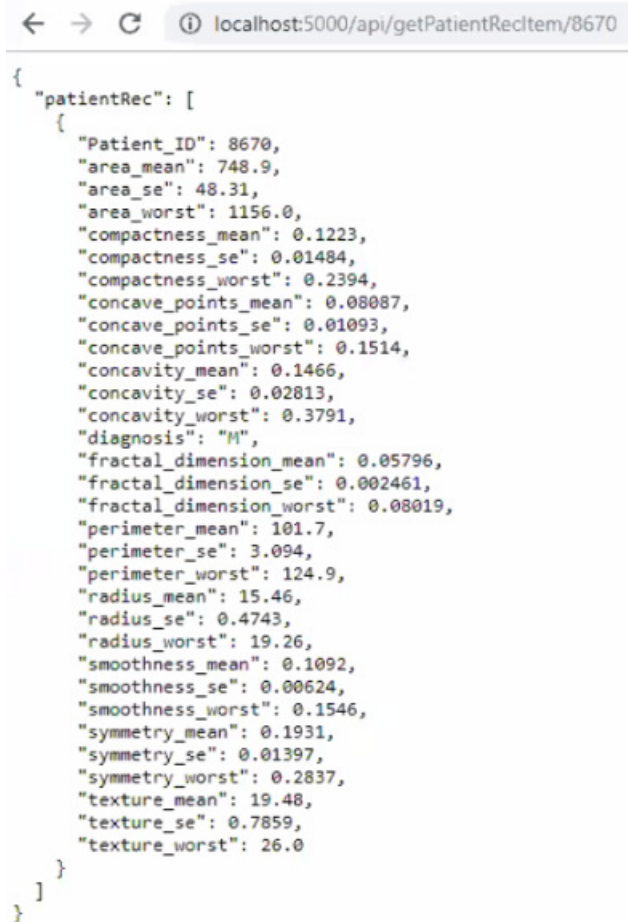 localhost:5000/api/getPatientRecItem/8670
{
  "patientRec": [
    {
      "Patient_ID": 8670,
      "area_mean": 748.9,
      "area_se": 48.31,
      "area_worst": 1156.0,
      "compactness_mean": 0.1223,
      "compactness_se": 0.01484,
      "compactness_worst": 0.2394,
      "concave_points_mean": 0.08087,
      "concave_points_se": 0.01093,
      "concave_points_worst": 0.1514,
      "concavity_mean": 0.1466,
      "concavity_se": 0.02813,
      "concavity_worst": 0.3791,
      "diagnosis": "M",
      "fractal_dimension_mean": 0.05796,
      "fractal_dimension_se": 0.002461,
      "fractal_dimension_worst": 0.08019,
      "perimeter_mean": 101.7,
      "perimeter_se": 3.094,
      "perimeter_worst": 124.9,
      "radius_mean": 15.46,
      "radius_se": 0.4743,
      "radius_worst": 19.26,
      "smoothness_mean": 0.1092,
      "smoothness_se": 0.00624,
      "smoothness_worst": 0.1546,
      "symmetry_mean": 0.1931,
      "symmetry_se": 0.01397,
      "symmetry_worst": 0.2837,
      "texture_mean": 19.48,
      "texture_se": 0.7859,
      "texture_worst": 26.0
    }
  ]
}